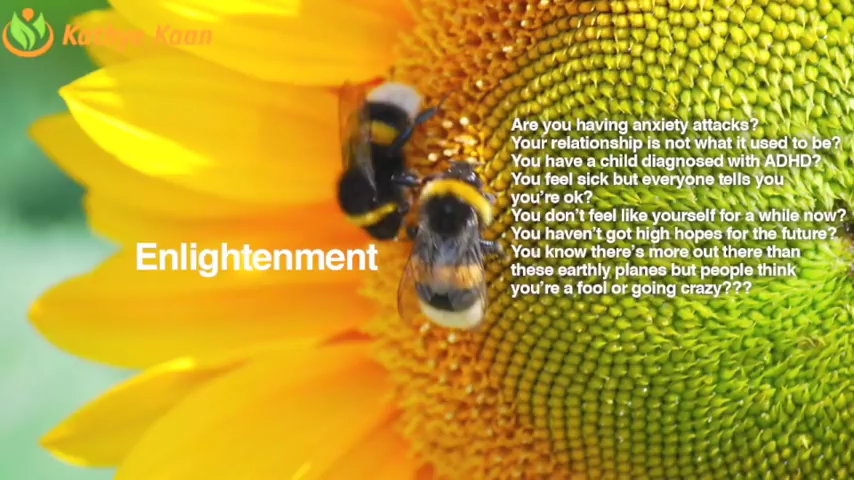 Kathya Kaan
Enlightenment
Are you having anxiety attacks?
Your relationship is not what it used to be?
You have a child diagnosed with ADHD?
You feel sick but everyone tells you
you're ok?
You don't feel like yourself for a while now?
You haven't got high hopes for the future?
You know there's more out there than
these earthly planes but people think
you're a fool or going crazy???